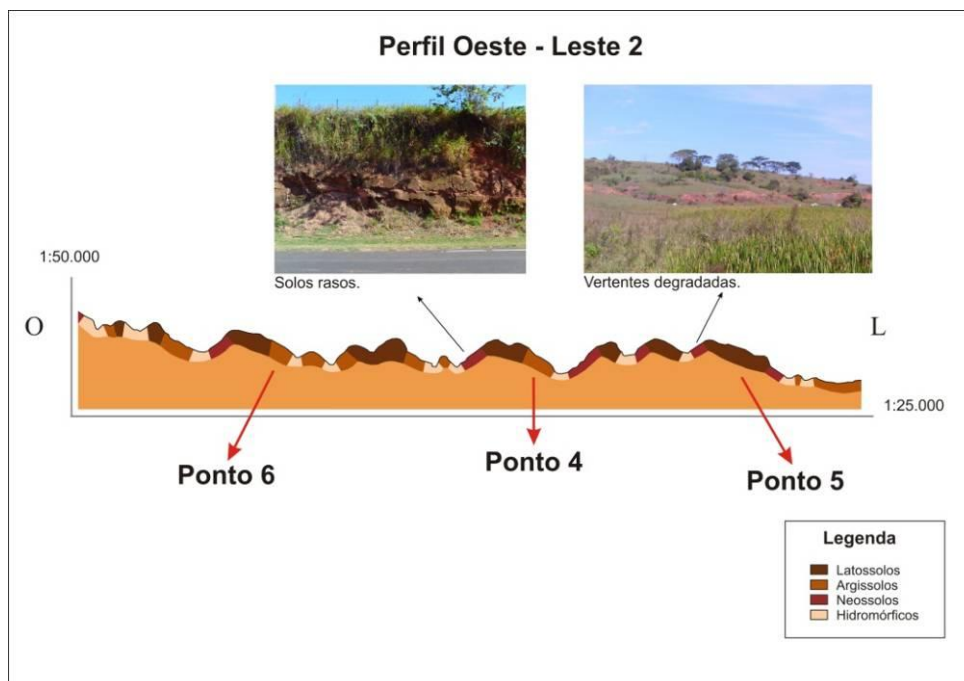 Perfil Oeste - Leste 2
1:50.000
Solos rasos.
Vertentes degradadas.
O
L
1:25.000
Ponto 6
Ponto 4
Ponto 5
Legenda
Latossolos
Argissolos
Neossolos
Hidromórficos